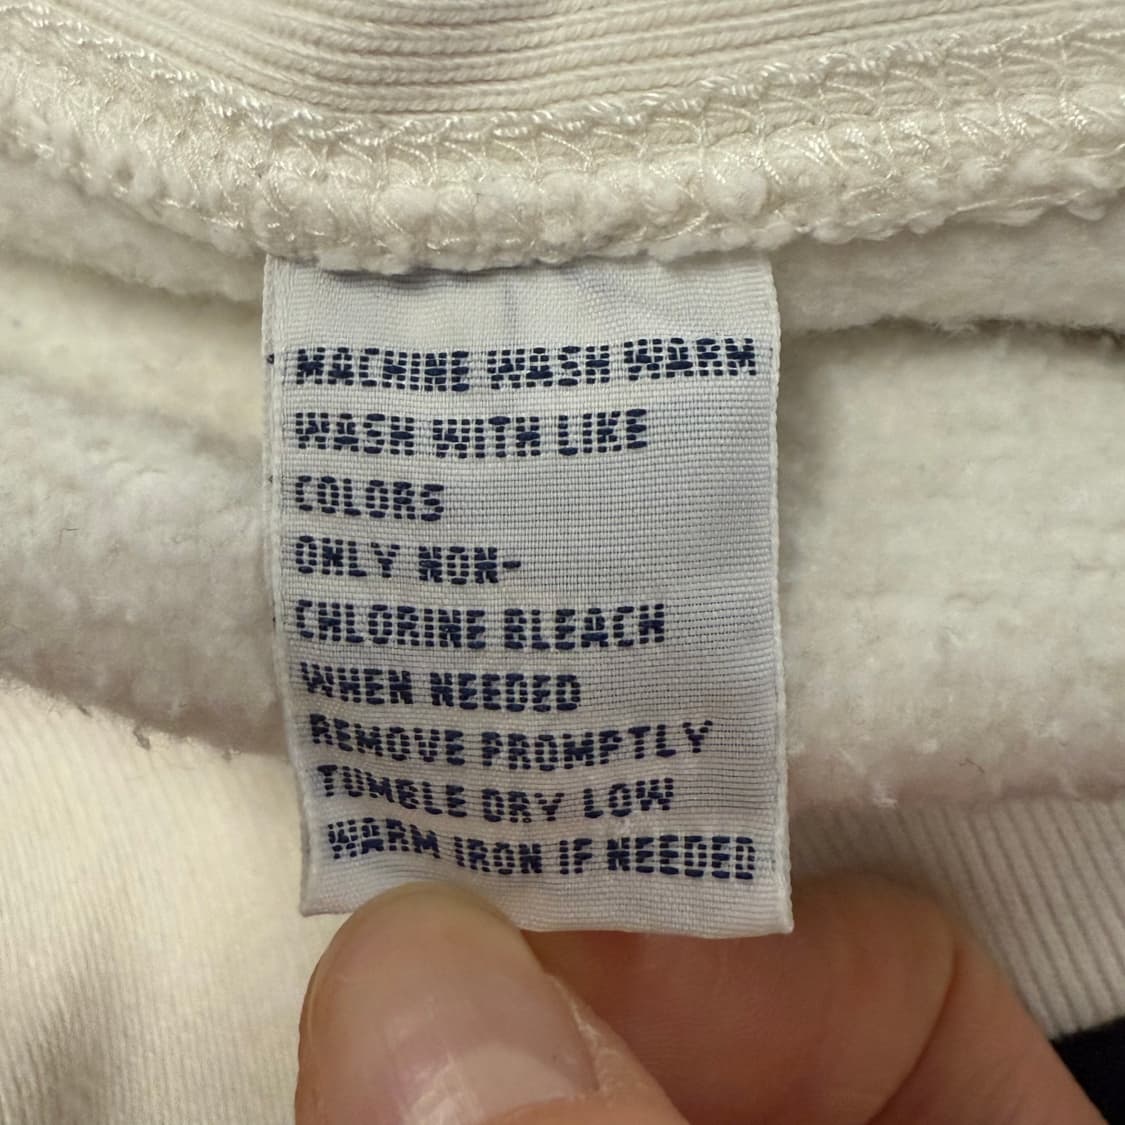 MACHINE WASH WARM
WASH WITH LIKE
COLORS
ONLY NON-
CHLORINE BLEACH
WHEN NEEDED
REMOVE PROMPTLY
TUMBLE DRY LOW
WARM IRON IF NEEDED